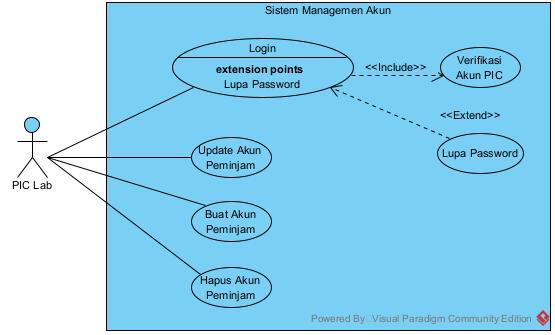 Sistem Managemen Akun
Login
extension points
Lupa Password
<<Include>>
Verifikasi
Akun PIC
<<Extend>>
Lupa Password
Update Akun
Peminjam
PIC Lab
Buat Akun
Peminjam
Hapus Akun
Peminjam
Powered By Visual Paradigm Community Edition